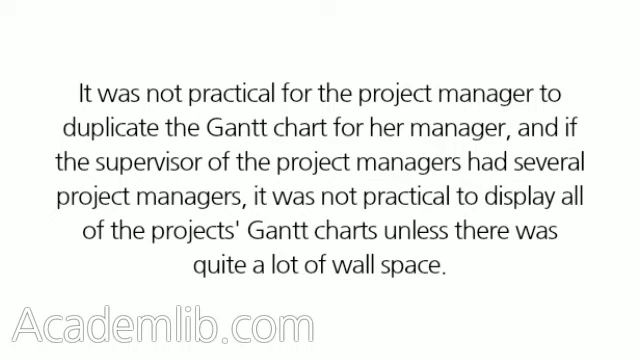 It was not practical for the project manager to
duplicate the Gantt chart for her manager, and if
the supervisor of the project managers had several
project managers, it was not practical to display all
of the projects' Gantt charts unless there was
quite a lot of wall space.
Academlib.com